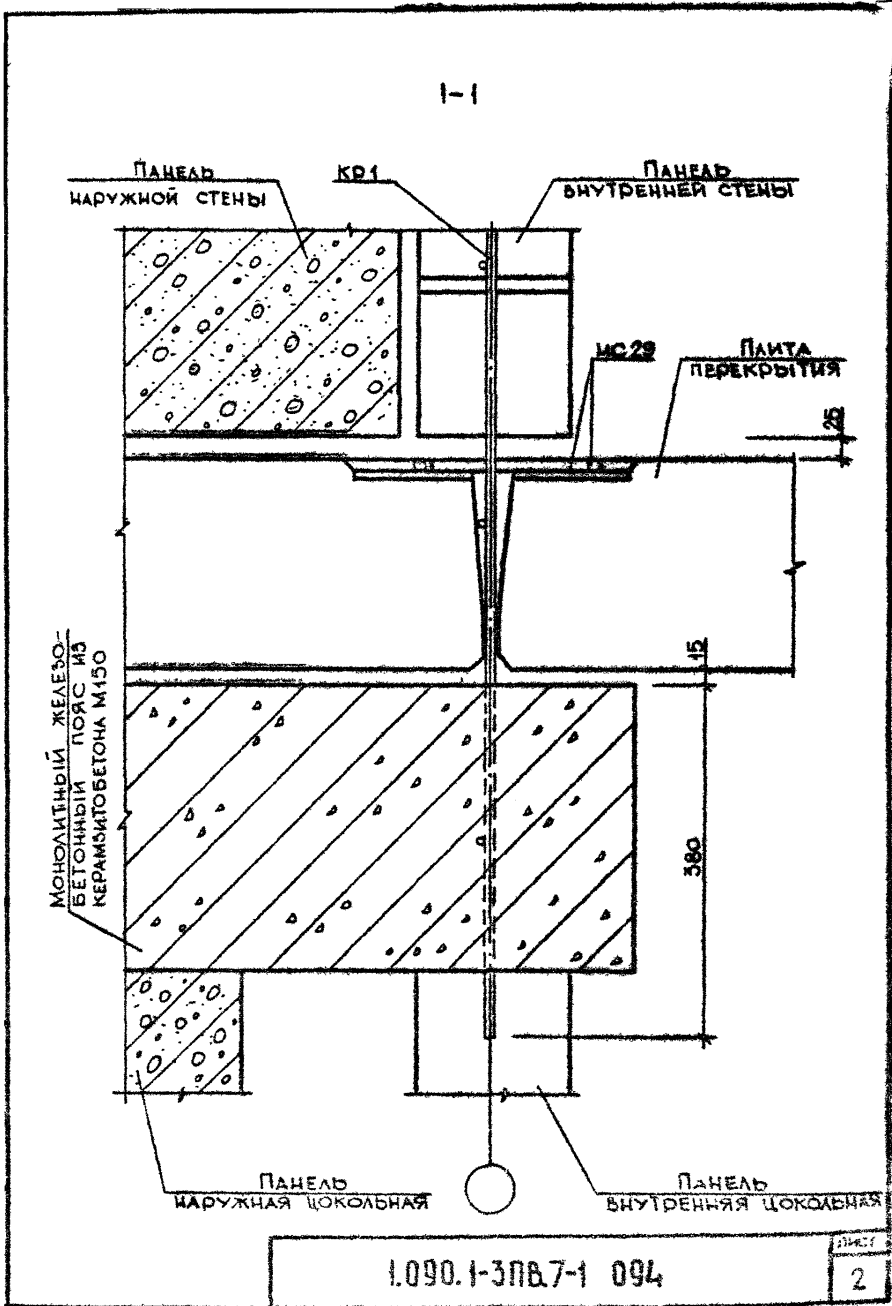 1-1
ПАНЕЛЬ
НАРУЖНОЙ СТЕНЫ
КР1
ПАНЕЛЬ
ВНУТРЕННЕЙ СТЕНЫ
МС29
ПЛИТА
ПЕРЕКРЫТИЯ
25
МОНОЛИТНЫЙ ЖЕЛЕЗО-
БЕТОННЫЙ ПОЯС ИЗ
КЕРАМЗИТОБЕТОНА М150
15
380
ПАНЕЛЬ
НАРУЖНАЯ ЦОКОЛЬНАЯ
ПАНЕЛЬ
ВНУТРЕННЯЯ ЦОКОЛЬНАЯ
1.090.1-3ПВ.7-1 094
ЛИСТ
2